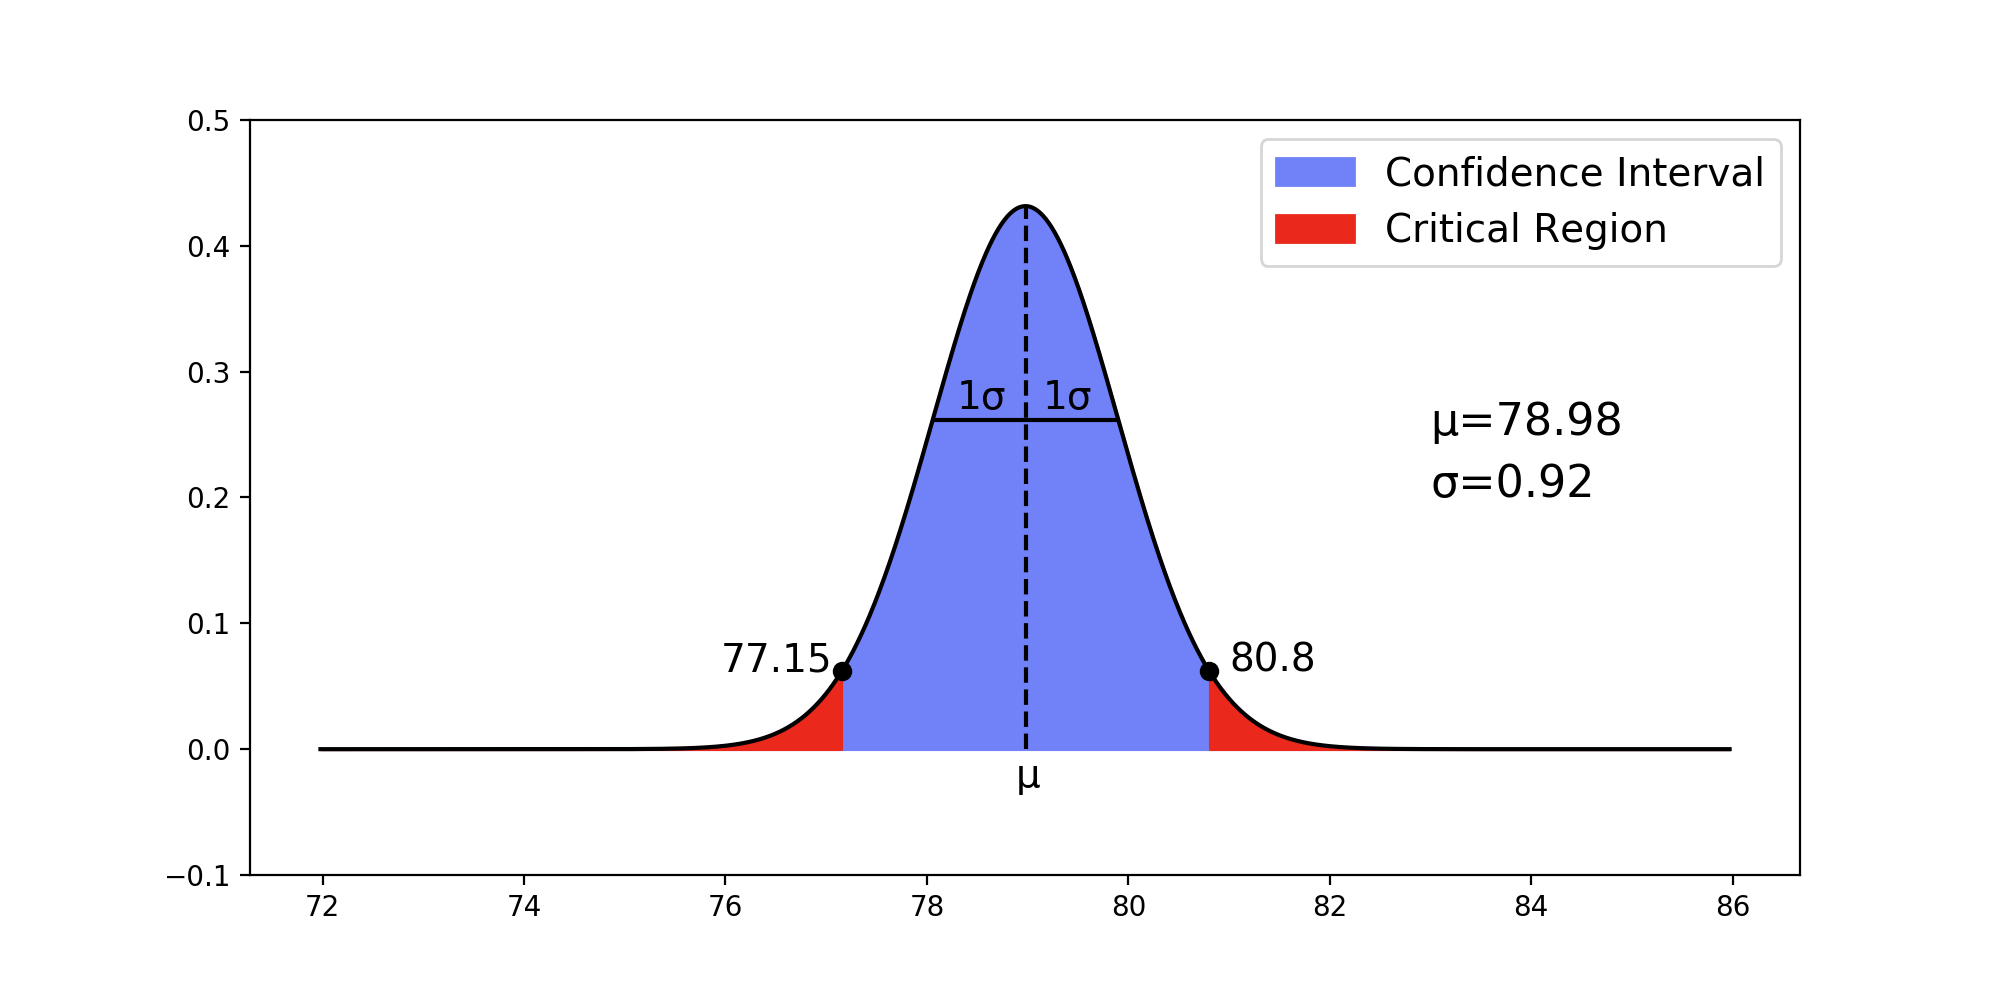 0.5
0.4
0.3
0.2
0.1
0.0
−0.1
Confidence Interval
Critical Region
1σ 1σ
μ=78.98
σ=0.92
77.15
80.8
μ
72 74 76 78 80 82 84 86